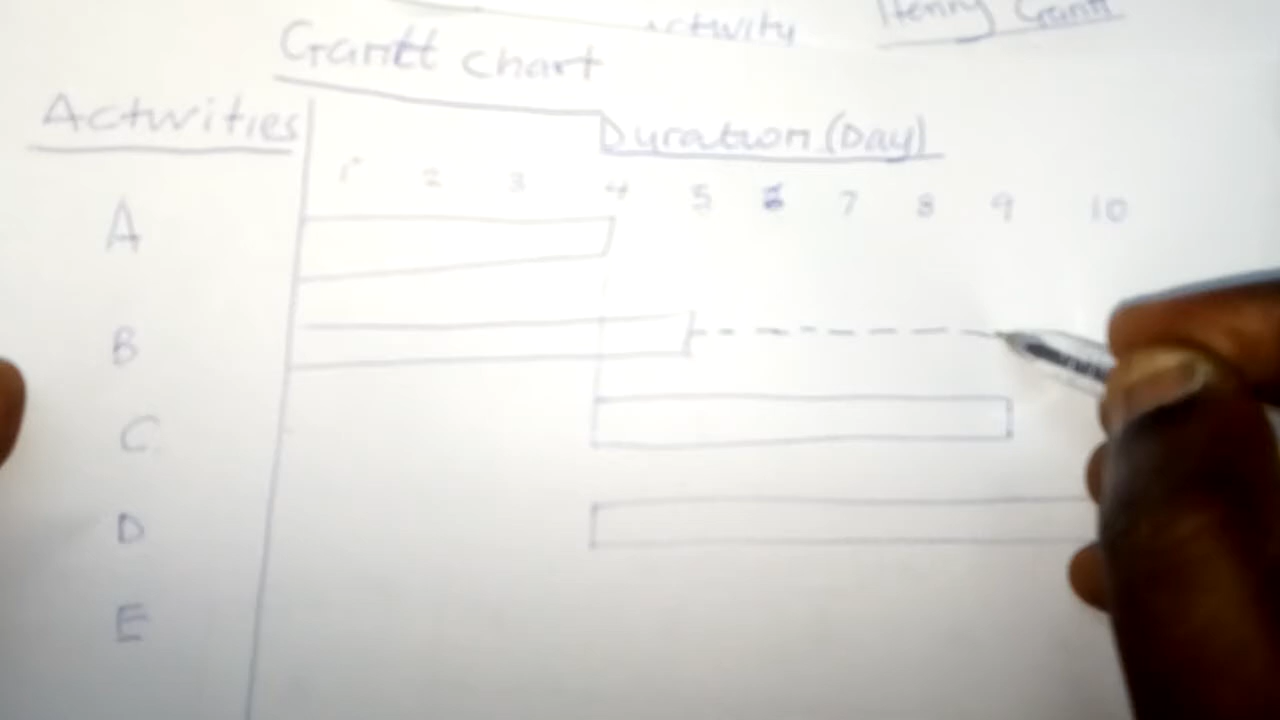 Henry Gantt
Gantt chart
Activities
Duration (Day)
1 2 3 4 5 6 7 8 9 10
A
B
C
D
E